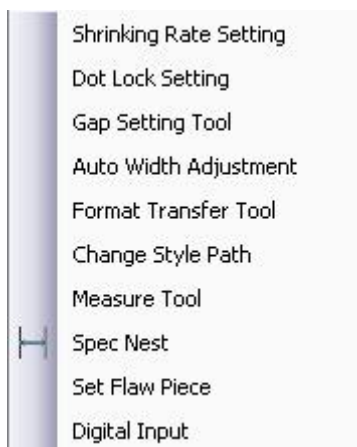 Shrinking Rate Setting
Dot Lock Setting
Gap Setting Tool
Auto Width Adjustment
Format Transfer Tool
Change Style Path
Measure Tool
Spec Nest
Set Flaw Piece
Digital Input